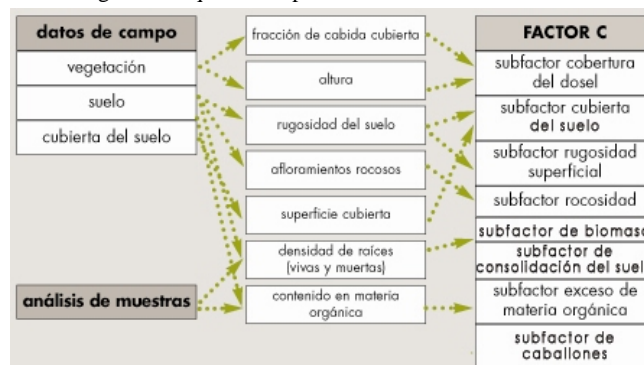 datos de campo
vegetación
suelo
cubierta del suelo
análisis de muestras
fracción de cabida cubierta
altura
rugosidad del suelo
afloramientos rocosos
superficie cubierta
densidad de raíces
(vivas y muertas)
contenido en materia
orgánica
FACTOR C
subfactor cobertura
del dosel
subfactor cubierta
del suelo
subfactor rugosidad
superficial
subfactor rocosidad
subfactor de biomasa
subfactor de
consolidación del suel
subfactor exceso de
materia orgánica
subfactor de
caballones